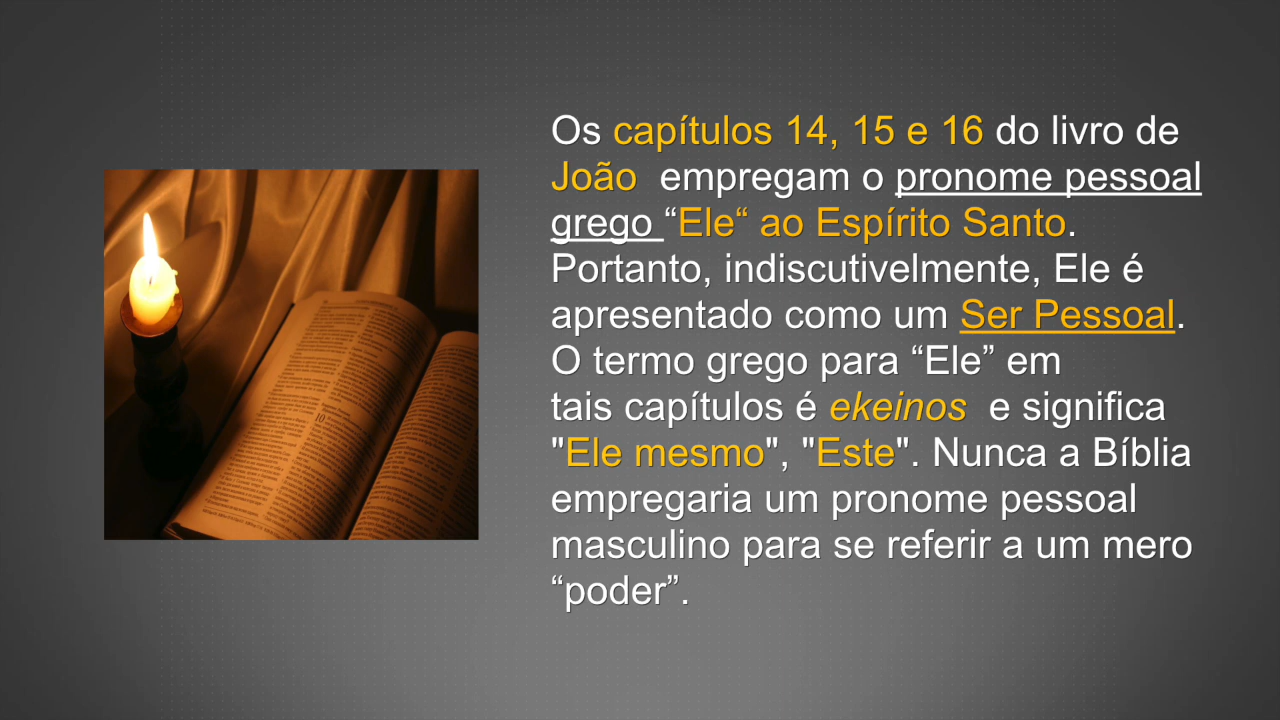 Os capítulos 14, 15 e 16 do livro de
João empregam o pronome pessoal
grego “Ele“ ao Espírito Santo.
Portanto, indiscutivelmente, Ele é
apresentado como um Ser Pessoal.
O termo grego para “Ele” em
tais capítulos é ekeinos e significa
"Ele mesmo", "Este". Nunca a Bíblia
empregaria um pronome pessoal
masculino para se referir a um mero
“poder”.